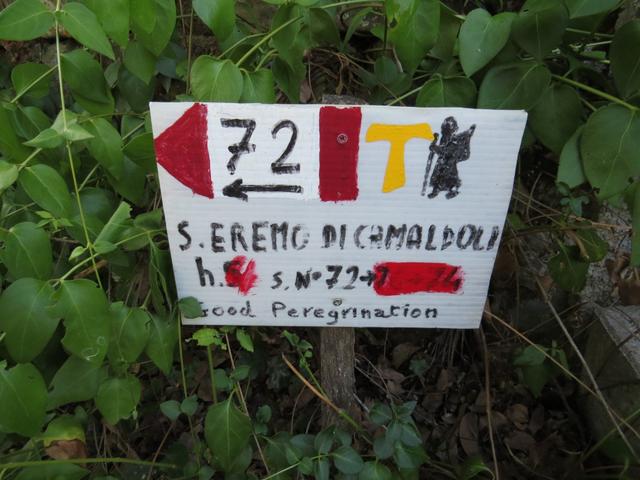 72
S. EREMO DI CAMALDOLI
h. s. N° 72+
Good Peregrination